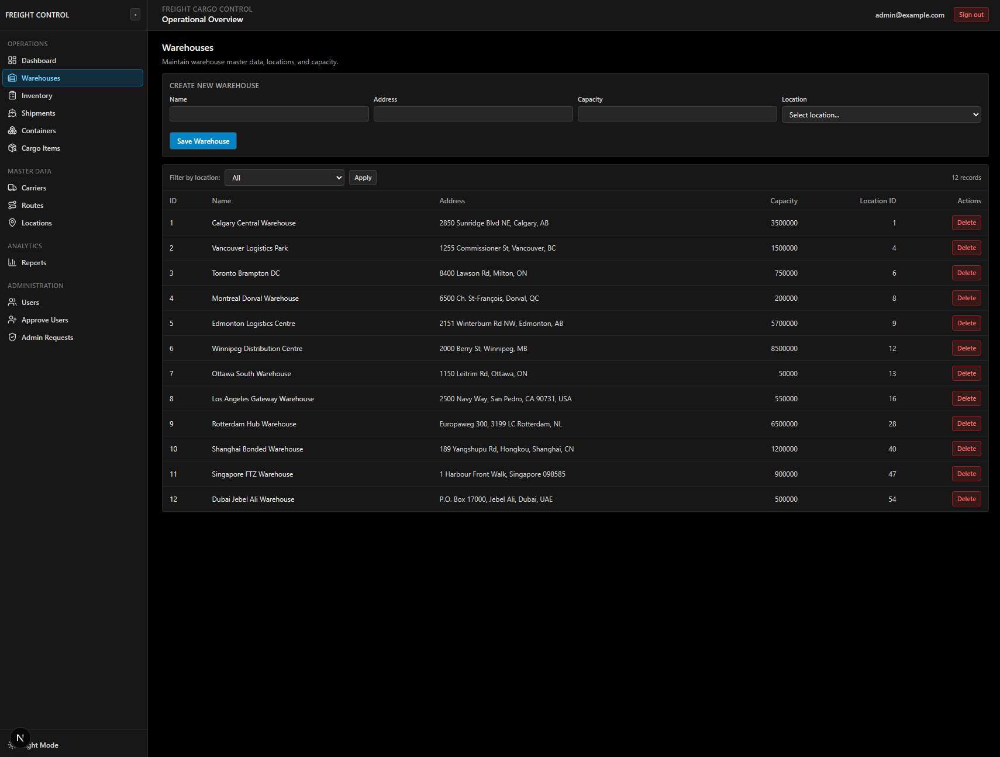 FREIGHT CONTROL
‹
OPERATIONS
Dashboard
Warehouses
Inventory
Shipments
Containers
Cargo Items
MASTER DATA
Carriers
Routes
Locations
ANALYTICS
Reports
ADMINISTRATION
Users
Approve Users
Admin Requests
N
ght Mode
FREIGHT CARGO CONTROL
Operational Overview
admin@example.com Sign out
Warehouses
Maintain warehouse master data, locations, and capacity.
CREATE NEW WAREHOUSE
Name Address Capacity Location
Select location...
Save Warehouse
Filter by location: All Apply 12 records
ID Name Address Capacity Location ID Actions
1 Calgary Central Warehouse 2850 Sunridge Blvd NE, Calgary, AB 3500000 1 Delete
2 Vancouver Logistics Park 1255 Commissioner St, Vancouver, BC 1500000 4 Delete
3 Toronto Brampton DC 8400 Lawson Rd, Milton, ON 750000 6 Delete
4 Montreal Dorval Warehouse 6500 Ch. St-François, Dorval, QC 200000 8 Delete
5 Edmonton Logistics Centre 2151 Winterburn Rd NW, Edmonton, AB 5700000 9 Delete
6 Winnipeg Distribution Centre 2000 Berry St, Winnipeg, MB 8500000 12 Delete
7 Ottawa South Warehouse 1150 Leitrim Rd, Ottawa, ON 50000 13 Delete
8 Los Angeles Gateway Warehouse 2500 Navy Way, San Pedro, CA 90731, USA 550000 16 Delete
9 Rotterdam Hub Warehouse Europaweg 300, 3199 LC Rotterdam, NL 6500000 28 Delete
10 Shanghai Bonded Warehouse 189 Yangshupu Rd, Hongkou, Shanghai, CN 1200000 40 Delete
11 Singapore FTZ Warehouse 1 Harbour Front Walk, Singapore 098585 900000 47 Delete
12 Dubai Jebel Ali Warehouse P.O. Box 17000, Jebel Ali, Dubai, UAE 500000 54 Delete